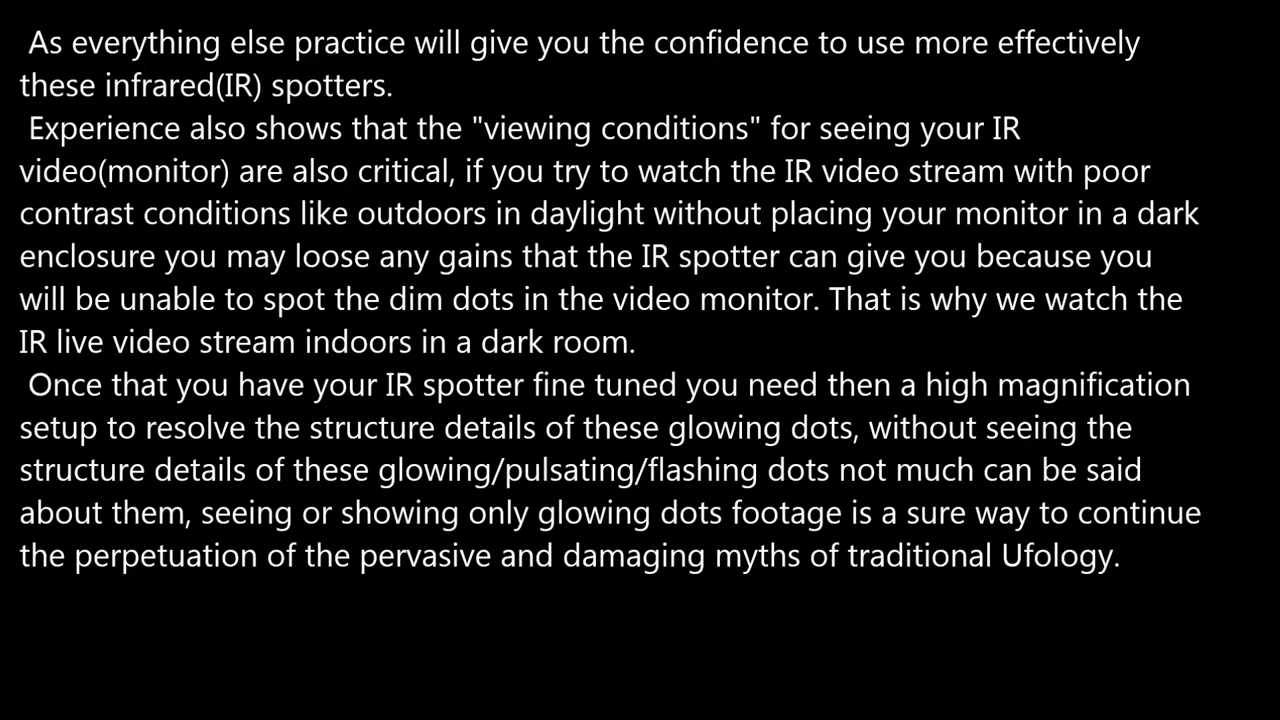 As everything else practice will give you the confidence to use more effectively
these infrared(IR) spotters.
Experience also shows that the "viewing conditions" for seeing your IR
video(monitor) are also critical, if you try to watch the IR video stream with poor
contrast conditions like outdoors in daylight without placing your monitor in a dark
enclosure you may loose any gains that the IR spotter can give you because you
will be unable to spot the dim dots in the video monitor. That is why we watch the
IR live video stream indoors in a dark room.
Once that you have your IR spotter fine tuned you need then a high magnification
setup to resolve the structure details of these glowing dots, without seeing the
structure details of these glowing/pulsating/flashing dots not much can be said
about them, seeing or showing only glowing dots footage is a sure way to continue
the perpetuation of the pervasive and damaging myths of traditional Ufology.